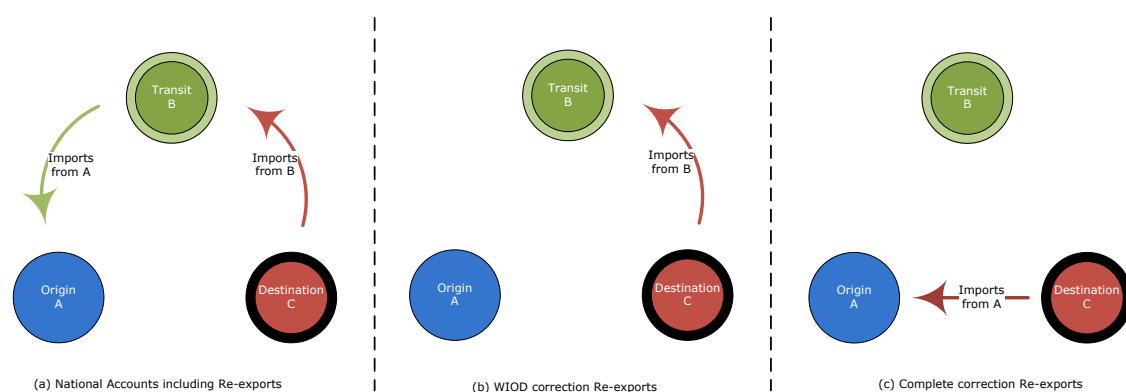 Transit
B
Imports
from A
Imports
from B
Origin
A
Destination
C
(a) National Accounts including Re-exports
Transit
B
Imports
from B
Origin
A
Destination
C
(b) WIOD correction Re-exports
Transit
B
Origin
A
Imports
from A
Destination
C
(c) Complete correction Re-exports